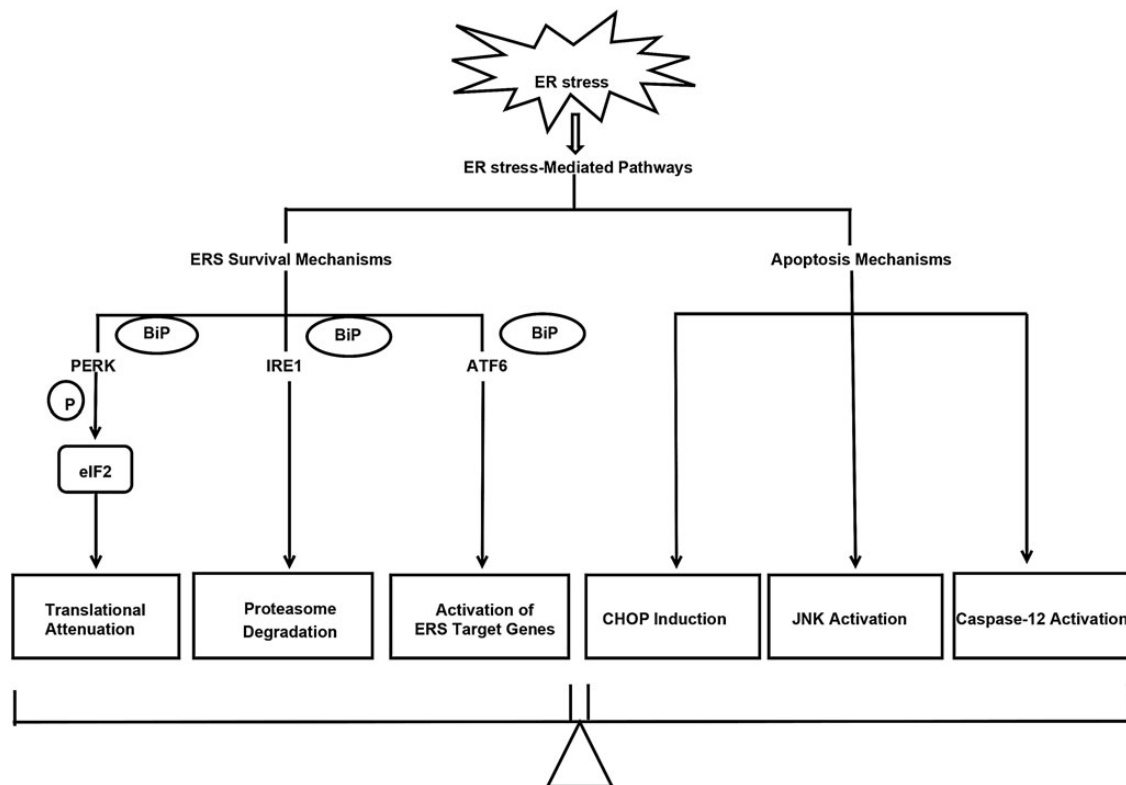 ER stress
ER stress-Mediated Pathways
ERS Survival Mechanisms
Apoptosis Mechanisms
BiP
BiP
BiP
PERK
IRE1
ATF6
P
eIF2
Translational
Attenuation
Proteasome
Degradation
Activation of
ERS Target Genes
CHOP Induction
JNK Activation
Caspase-12 Activation